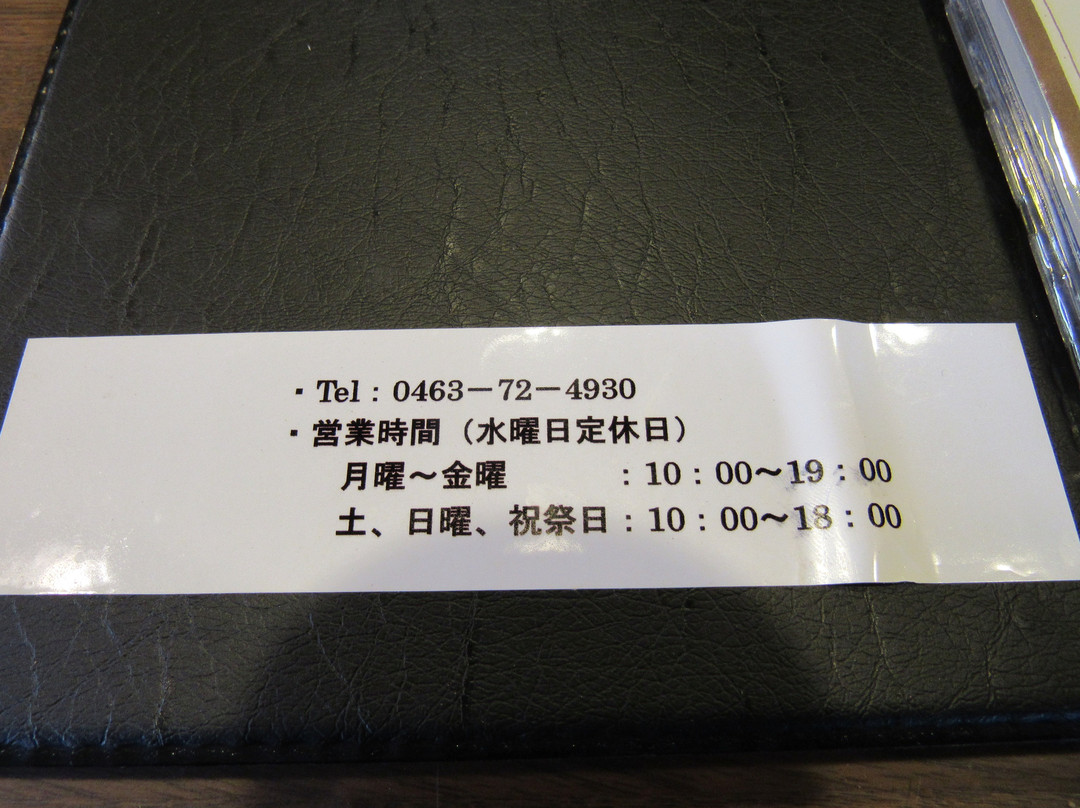 ・Tel：0463－72－4930
・営業時間（水曜日定休日）
月曜～金曜　　　：10：00～19：00
土、日曜、祝祭日：10：00～18：00